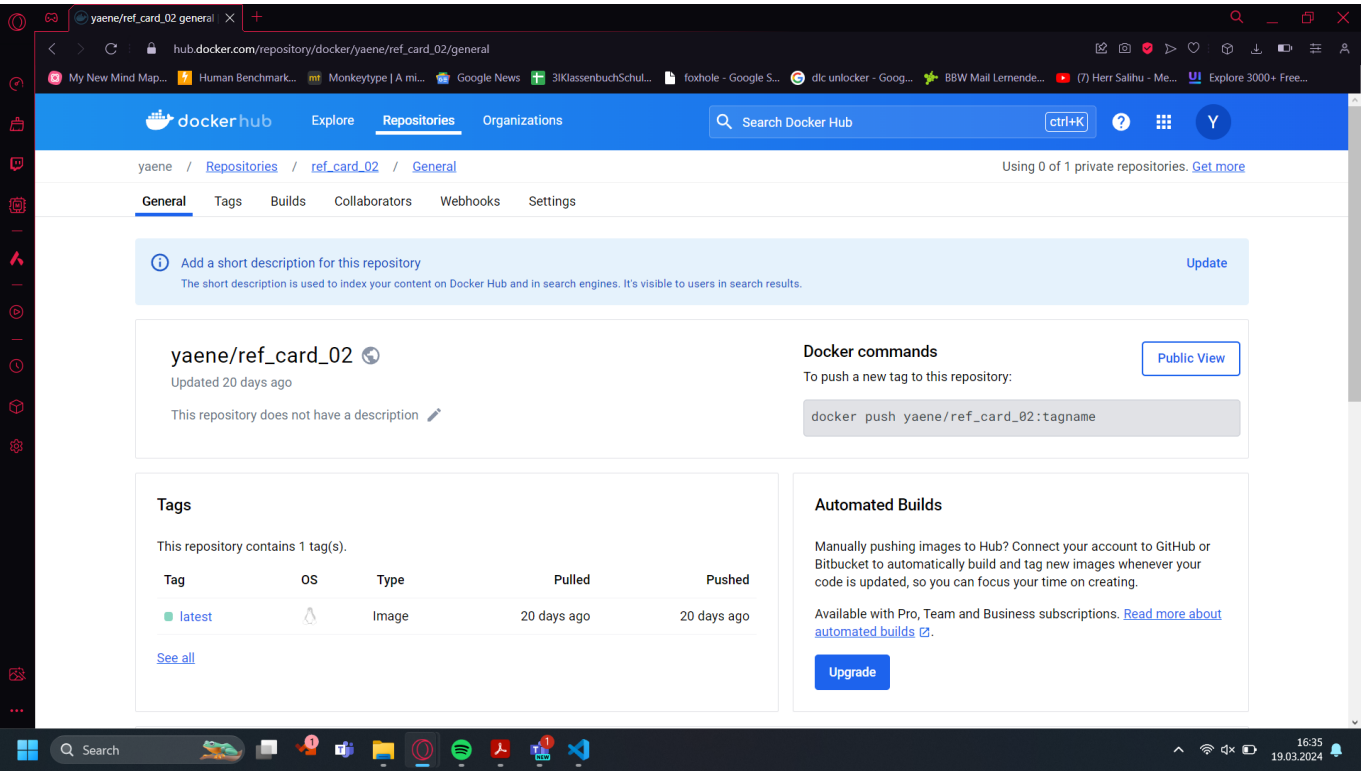 yaene/ref_card_02 general
hub.docker.com/repository/docker/yaene/ref_card_02/general
My New Mind Map... Human Benchmark... mt Monkeytype | A mi... Google News 3IKlassenbuchSchul... foxhole - Google S... dlc unlocker - Goog... BBW Mail Lernende... (7) Herr Salihu - Me... UI Explore 3000+ Free...
dockerhub Explore Repositories Organizations Search Docker Hub ctrl+K ? Y
yaene / Repositories / ref_card_02 / General Using 0 of 1 private repositories. Get more
General Tags Builds Collaborators Webhooks Settings
Add a short description for this repository Update
The short description is used to index your content on Docker Hub and in search engines. It's visible to users in search results.
yaene/ref_card_02
Updated 20 days ago
This repository does not have a description
Docker commands
Public View
To push a new tag to this repository:
docker push yaene/ref_card_02:tagname
Tags
This repository contains 1 tag(s).
Tag OS Type Pulled Pushed
latest Image 20 days ago 20 days ago
See all
Automated Builds
Manually pushing images to Hub? Connect your account to GitHub or
Bitbucket to automatically build and tag new images whenever your
code is updated, so you can focus your time on creating.
Available with Pro, Team and Business subscriptions. Read more about
automated builds.
Upgrade
Search 1 1 NEW 16:35
19.03.2024